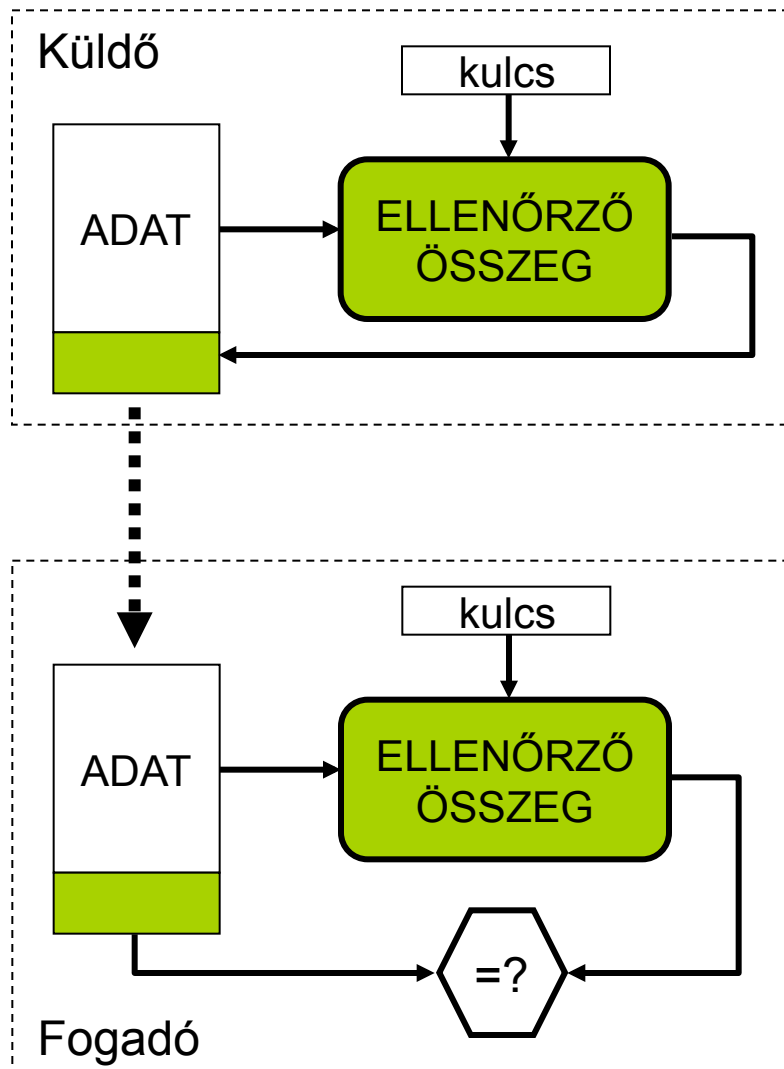 Küldő
kulcs
ADAT
ELLENŐRZŐ
ÖSSZEG
kulcs
ADAT
ELLENŐRZŐ
ÖSSZEG
=?
Fogadó